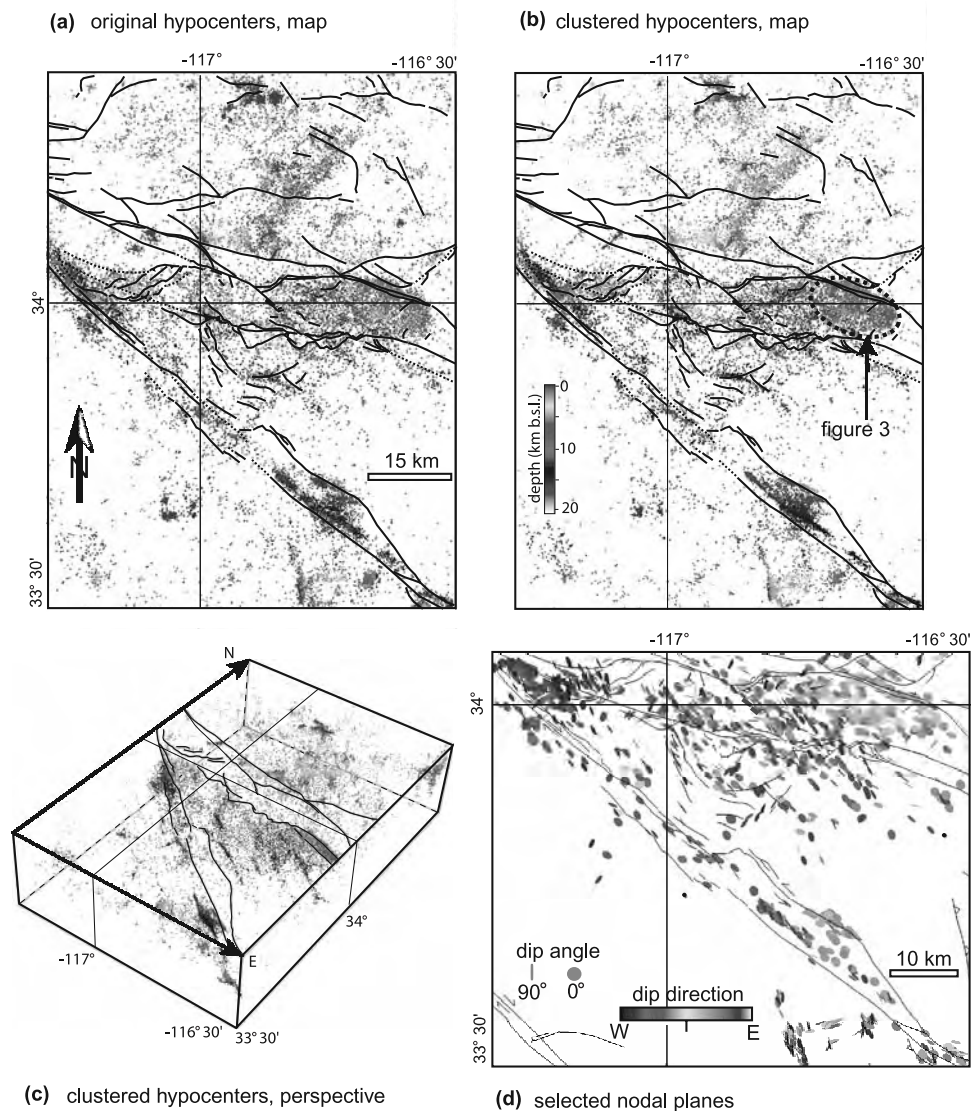 (a) original hypocenters, map
-117°
-116° 30'
34°
33° 30'
N
15 km
(b) clustered hypocenters, map
-117°
-116° 30'
0
-10
-20
depth (km b.s.l.)
figure 3
N
E
-117°
34°
-116° 30'
33° 30'
(c) clustered hypocenters, perspective
-117°
-116° 30'
34°
33° 30'
dip angle
90° 0°
dip direction
W E
10 km
(d) selected nodal planes